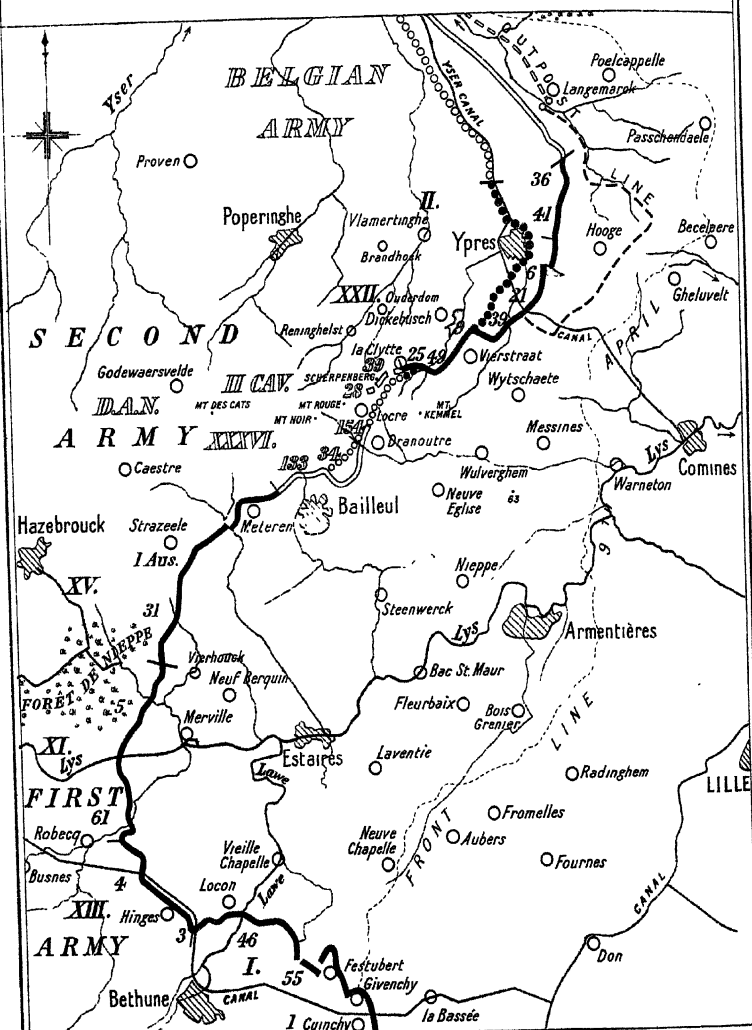 Yser
BELGIAN
ARMY
YSER CANAL
OUTPOST
LINE
Poelcappelle
Langemarck
Passchendaele
Proven
36
II.
41
Poperinghe
Vlamertinghe
Ypres
Hooge
Becelaere
Brandhoek
6
Gheluvelt
XXII.
Ouderdom
21
Dickebusch
39
SECOND
Reninghelst
CANAL
APRIL
la Clytte
25
49
Vierstraat
39
Godewaersvelde
III CAV.
SCHERPENBERG
28
Wytschaete
D.A.N.
MT DES CATS
MT ROUGE
MT NOIR
Locre
MT. KEMMEL
ARMY
XXXVI.
154
Dranoutre
Messines
Lys
Comines
133
34
Caestre
Wulverghem
Warneton
Bailleul
Neuve Eglise
63
Hazebrouck
Strazeele
Meteren
1 Aus.
9
XV.
Nieppe
31
Steenwerck
Lys
Armentières
FORÊT DE NIEPPE
Vierhouck
5
Neuf Berquin
Bac St. Maur
Merville
Fleurbaix
Bois Grenier
XI.
Lys
Estaires
LINE
Lawe
Laventie
Radinghem
LILLE
FIRST
61
Fromelles
Robecq
Neuve Chapelle
Aubers
FRONT
Vieille Chapelle
Fournes
Busnes
4
Locon
Lawe
CANAL
XIII.
Hinges
3
46
ARMY
Don
I.
55
Festubert
Givenchy
Bethune
CANAL
la Bassée
1 Cuinchy